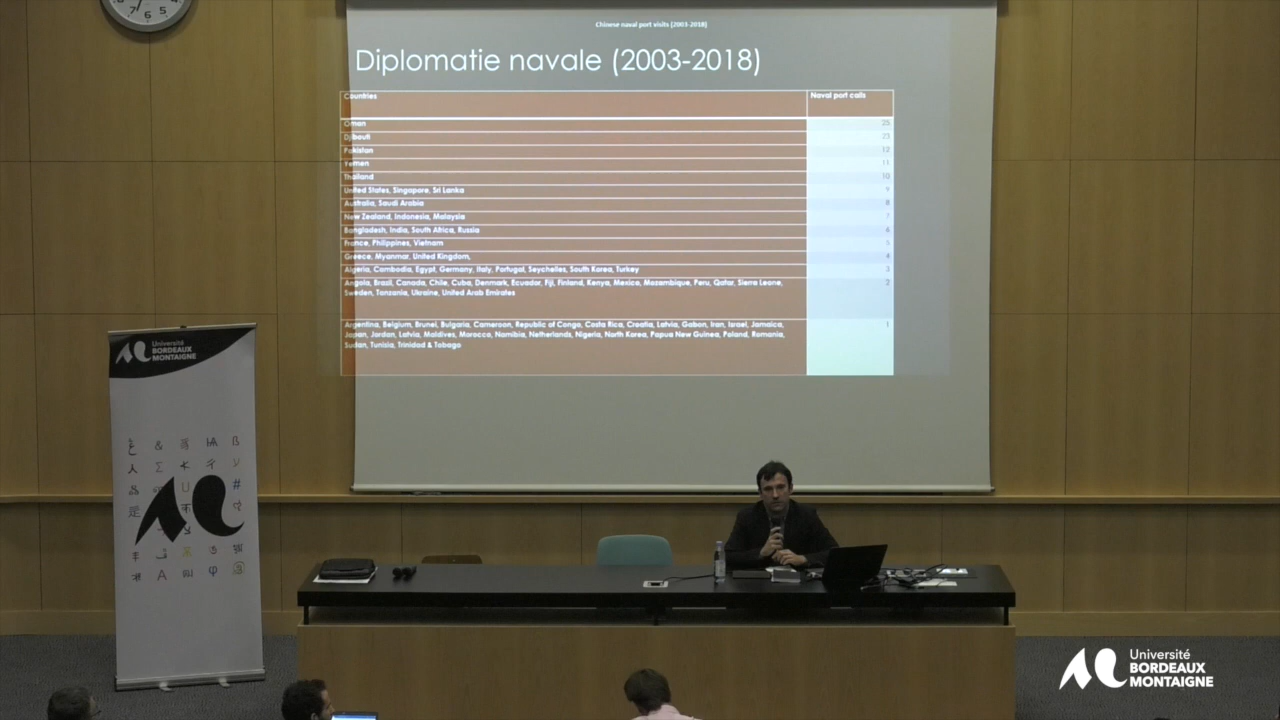 Chinese naval port visits (2003-2018)
Diplomatie navale (2003-2018)
Countries
Naval port calls
Oman 25
Djibouti 23
Pakistan 12
Yemen 11
Thailand 10
United States, Singapore, Sri Lanka 9
Australia, Saudi Arabia 8
New Zealand, Indonesia, Malaysia 7
Bangladesh, India, South Africa, Russia 6
France, Philippines, Vietnam 5
Greece, Myanmar, United Kingdom, 4
Algeria, Cambodia, Egypt, Germany, Italy, Portugal, Seychelles, South Korea, Turkey 3
Angola, Brazil, Canada, Chile, Cuba, Denmark, Ecuador, Fiji, Finland, Kenya, Mexico, Mozambique, Peru, Qatar, Sierra Leone, 2
Sweden, Tanzania, Ukraine, United Arab Emirates
Argentina, Belgium, Brunei, Bulgaria, Cameroon, Republic of Congo, Costa Rica, Croatia, Latvia, Gabon, Iran, Israel, Jamaica, 1
Japan, Jordan, Latvia, Maldives, Morocco, Namibia, Netherlands, Nigeria, North Korea, Papua New Guinea, Poland, Romania,
Sudan, Tunisia, Trinidad & Tobago
Université
BORDEAUX
MONTAIGNE
Université
BORDEAUX
MONTAIGNE